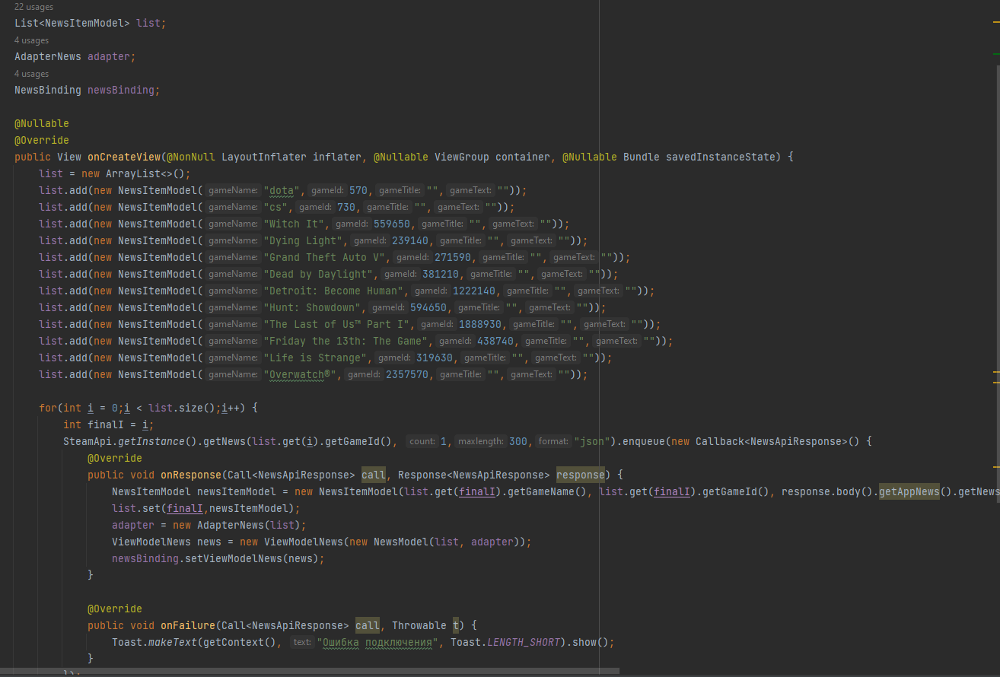 22 usages
List<NewsItemModel> list;
4 usages
AdapterNews adapter;
4 usages
NewsBinding newsBinding;
@Nullable
@Override
public View onCreateView(@NonNull LayoutInflater inflater, @Nullable ViewGroup container, @Nullable Bundle savedInstanceState) {
list = new ArrayList<>();
list.add(new NewsItemModel( gameName: "dota", gameId: 570, gameTitle: "", gameText: ""));
list.add(new NewsItemModel( gameName: "cs", gameId: 730, gameTitle: "", gameText: ""));
list.add(new NewsItemModel( gameName: "Witch It", gameId: 559650, gameTitle: "", gameText: ""));
list.add(new NewsItemModel( gameName: "Dying Light", gameId: 239140, gameTitle: "", gameText: ""));
list.add(new NewsItemModel( gameName: "Grand Theft Auto V", gameId: 271590, gameTitle: "", gameText: ""));
list.add(new NewsItemModel( gameName: "Dead by Daylight", gameId: 381210, gameTitle: "", gameText: ""));
list.add(new NewsItemModel( gameName: "Detroit: Become Human", gameId: 1222140, gameTitle: "", gameText: ""));
list.add(new NewsItemModel( gameName: "Hunt: Showdown", gameId: 594650, gameTitle: "", gameText: ""));
list.add(new NewsItemModel( gameName: "The Last of Us™ Part I", gameId: 1888930, gameTitle: "", gameText: ""));
list.add(new NewsItemModel( gameName: "Friday the 13th: The Game", gameId: 438740, gameTitle: "", gameText: ""));
list.add(new NewsItemModel( gameName: "Life is Strange", gameId: 319630, gameTitle: "", gameText: ""));
list.add(new NewsItemModel( gameName: "Overwatch®", gameId: 2357570, gameTitle: "", gameText: ""));
for(int i = 0;i < list.size();i++) {
int finalI = i;
SteamApi.getInstance().getNews(list.get(i).getGameId(), count: 1, maxlength: 300, format: "json").enqueue(new Callback<NewsApiResponse>() {
@Override
public void onResponse(Call<NewsApiResponse> call, Response<NewsApiResponse> response) {
NewsItemModel newsItemModel = new NewsItemModel(list.get(finalI).getGameName(), list.get(finalI).getGameId(), response.body().getAppNews().getNews
list.set(finalI,newsItemModel);
adapter = new AdapterNews(list);
ViewModelNews news = new ViewModelNews(new NewsModel(list, adapter));
newsBinding.setViewModelNews(news);
}
@Override
public void onFailure(Call<NewsApiResponse> call, Throwable t) {
Toast.makeText(getContext(), text: "Ошибка подключения", Toast.LENGTH_SHORT).show();
}
});